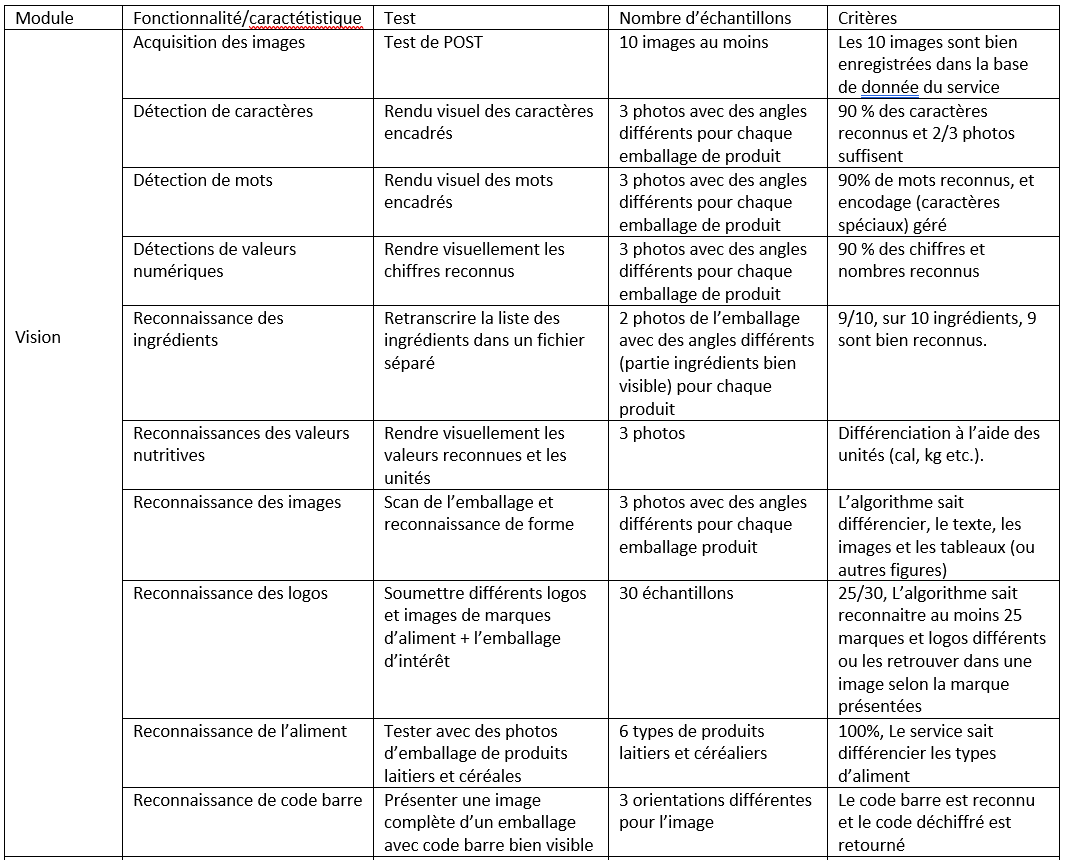 Module
Fonctionnalité/caractétistique
Test
Nombre d’échantillons
Critères
Vision
Acquisition des images
Test de POST
10 images au moins
Les 10 images sont bien
enregistrées dans la base
de donnée du service
Détection de caractères
Rendu visuel des caractères
encadrés
3 photos avec des angles
différents pour chaque
emballage de produit
90 % des caractères
reconnus et 2/3 photos
suffisent
Détection de mots
Rendu visuel des mots
encadrés
3 photos avec des angles
différents pour chaque
emballage de produit
90% de mots reconnus, et
encodage (caractères
spéciaux) géré
Détections de valeurs
numériques
Rendre visuellement les
chiffres reconnus
3 photos avec des angles
différents pour chaque
emballage de produit
90 % des chiffres et
nombres reconnus
Reconnaissance des
ingrédients
Retranscrire la liste des
ingrédients dans un fichier
séparé
2 photos de l’emballage
avec des angles différents
(partie ingrédients bien
visible) pour chaque
produit
9/10, sur 10 ingrédients, 9
sont bien reconnus.
Reconnaissances des valeurs
nutritives
Rendre visuellement les
valeurs reconnues et les
unités
3 photos
Différenciation à l’aide des
unités (cal, kg etc.).
Reconnaissance des images
Scan de l’emballage et
reconnaissance de forme
3 photos avec des angles
différents pour chaque
emballage produit
L’algorithme sait
différencier, le texte, les
images et les tableaux (ou
autres figures)
Reconnaissance des logos
Soumettre différents logos
et images de marques
d’aliment + l’emballage
d’intérêt
30 échantillons
25/30, L’algorithme sait
reconnaitre au moins 25
marques et logos différents
ou les retrouver dans une
image selon la marque
présentées
Reconnaissance de l’aliment
Tester avec des photos
d’emballage de produits
laitiers et céréales
6 types de produits
laitiers et céréaliers
100%, Le service sait
différencier les types
d’aliment
Reconnaissance de code barre
Présenter une image
complète d’un emballage
avec code barre bien visible
3 orientations différentes
pour l’image
Le code barre est reconnu
et le code déchiffré est
retourné